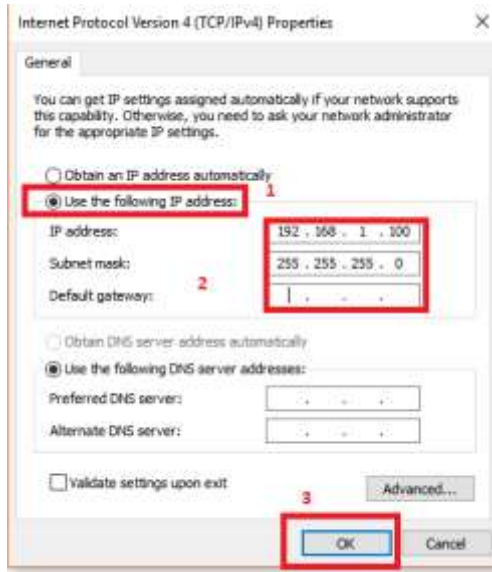 Internet Protocol Version 4 (TCP/IPv4) Properties
General
You can get IP settings assigned automatically if your network supports
this capability. Otherwise, you need to ask your network administrator
for the appropriate IP settings.
Obtain an IP address automatically
1
Use the following IP address:
IP address: 192 . 168 . 1 . 100
Subnet mask: 255 . 255 . 255 . 0
2
Default gateway: . . .
Obtain DNS server address automatically
Use the following DNS server addresses:
Preferred DNS server: . . .
Alternate DNS server: . . .
Validate settings upon exit
Advanced...
3
OK Cancel